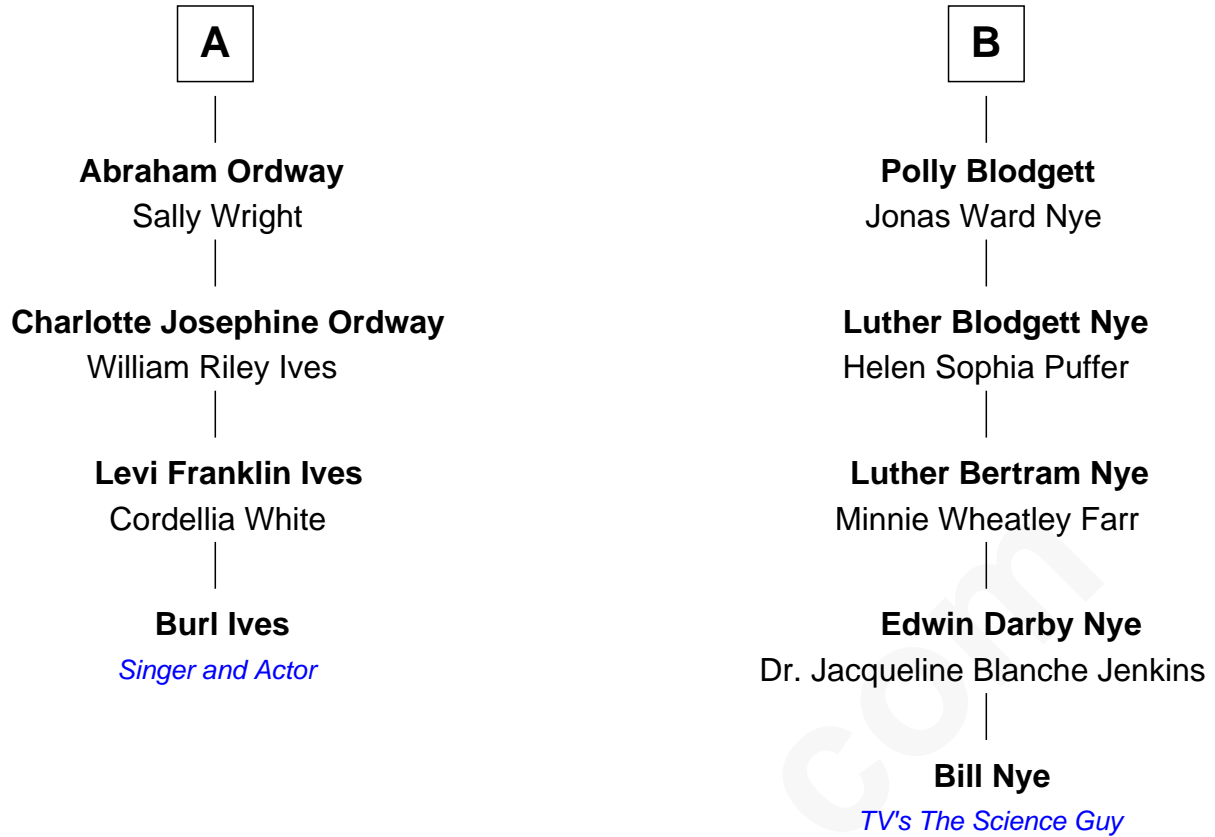 A
Abraham Ordway
Sally Wright
Charlotte Josephine Ordway
William Riley Ives
Levi Franklin Ives
Cordellia White
Burl Ives
Singer and Actor
B
Polly Blodgett
Jonas Ward Nye
Luther Blodgett Nye
Helen Sophia Puffer
Luther Bertram Nye
Minnie Wheatley Farr
Edwin Darby Nye
Dr. Jacqueline Blanche Jenkins
Bill Nye
TV's The Science Guy
com